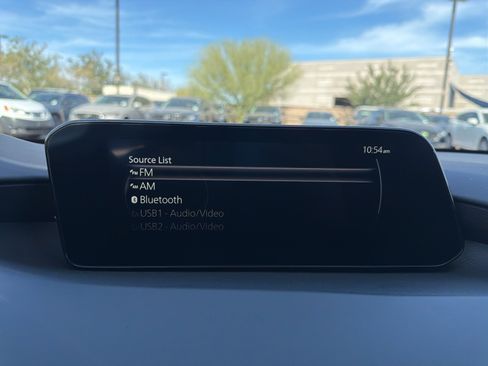 10:54am
Source List
FM
AM
Bluetooth
USB1 - Audio/Video
USB2 - Audio/Video